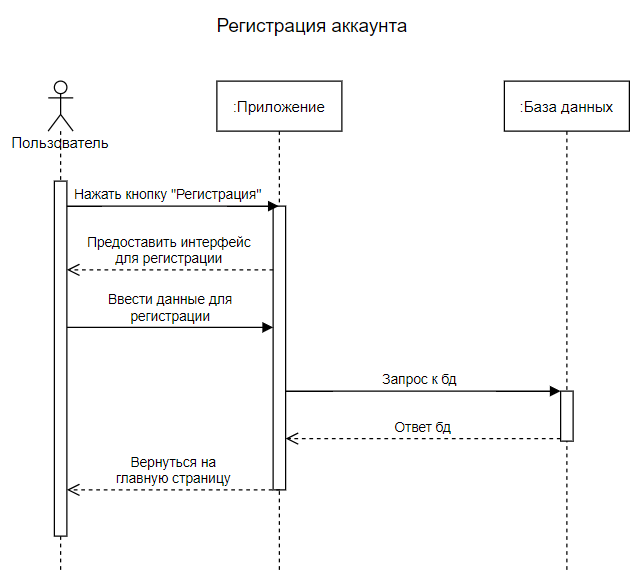 Регистрация аккаунта
:Приложение
:База данных
Пользователь
Нажать кнопку "Регистрация"
Предоставить интерфейс
для регистрации
Ввести данные для
регистрации
Запрос к бд
Ответ бд
Вернуться на
главную страницу